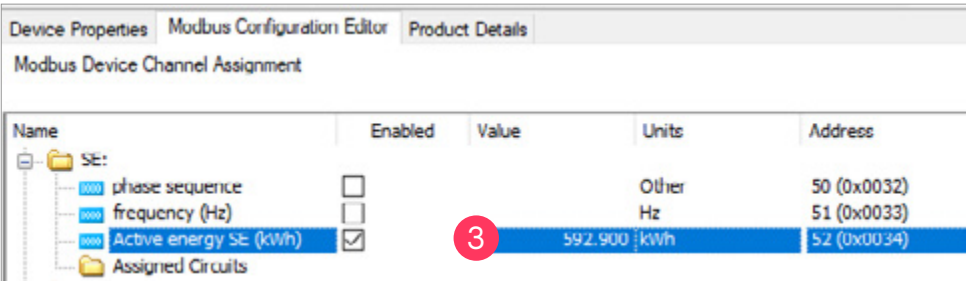 Device Properties Modbus Configuration Editor Product Details
Modbus Device Channel Assignment
Name Enabled Value Units Address
SE:
phase sequence Other 50 (0x0032)
frequency (Hz) Hz 51 (0x0033)
Active energy SE (kWh) 3 592.900 kWh 52 (0x0034)
Assigned Circuits